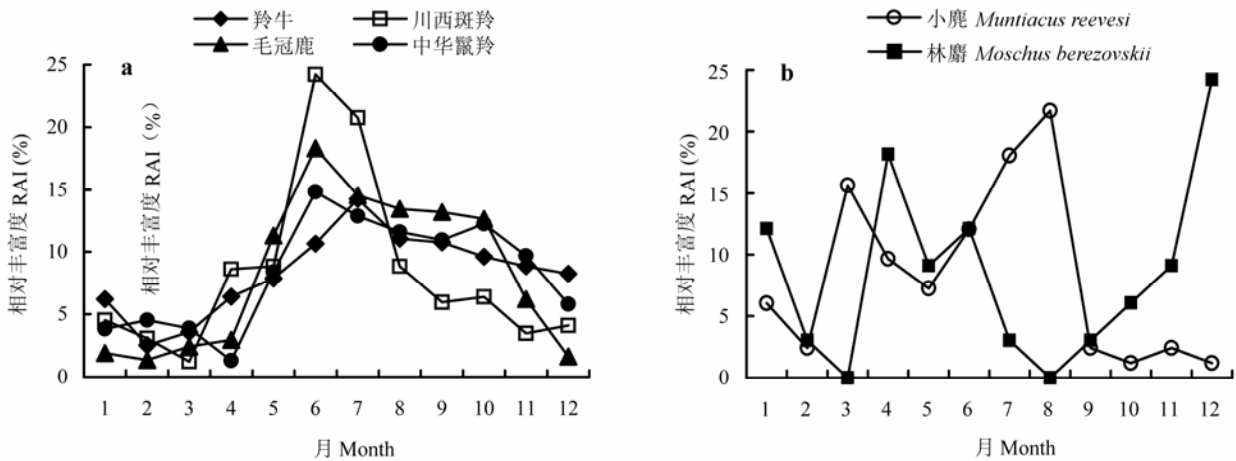 羚牛
川西斑羚
毛冠鹿
中华鬣羚
a
相对丰富度 RAI (%)
相对丰富度 RAI（%）
25
20
15
10
5
0
1 2 3 4 5 6 7 8 9 10 11 12
月 Month
小麂 Muntiacus reevesi
林麝 Moschus berezovskii
b
相对丰富度 RAI (%)
25
20
15
10
5
0
1 2 3 4 5 6 7 8 9 10 11 12
月 Month